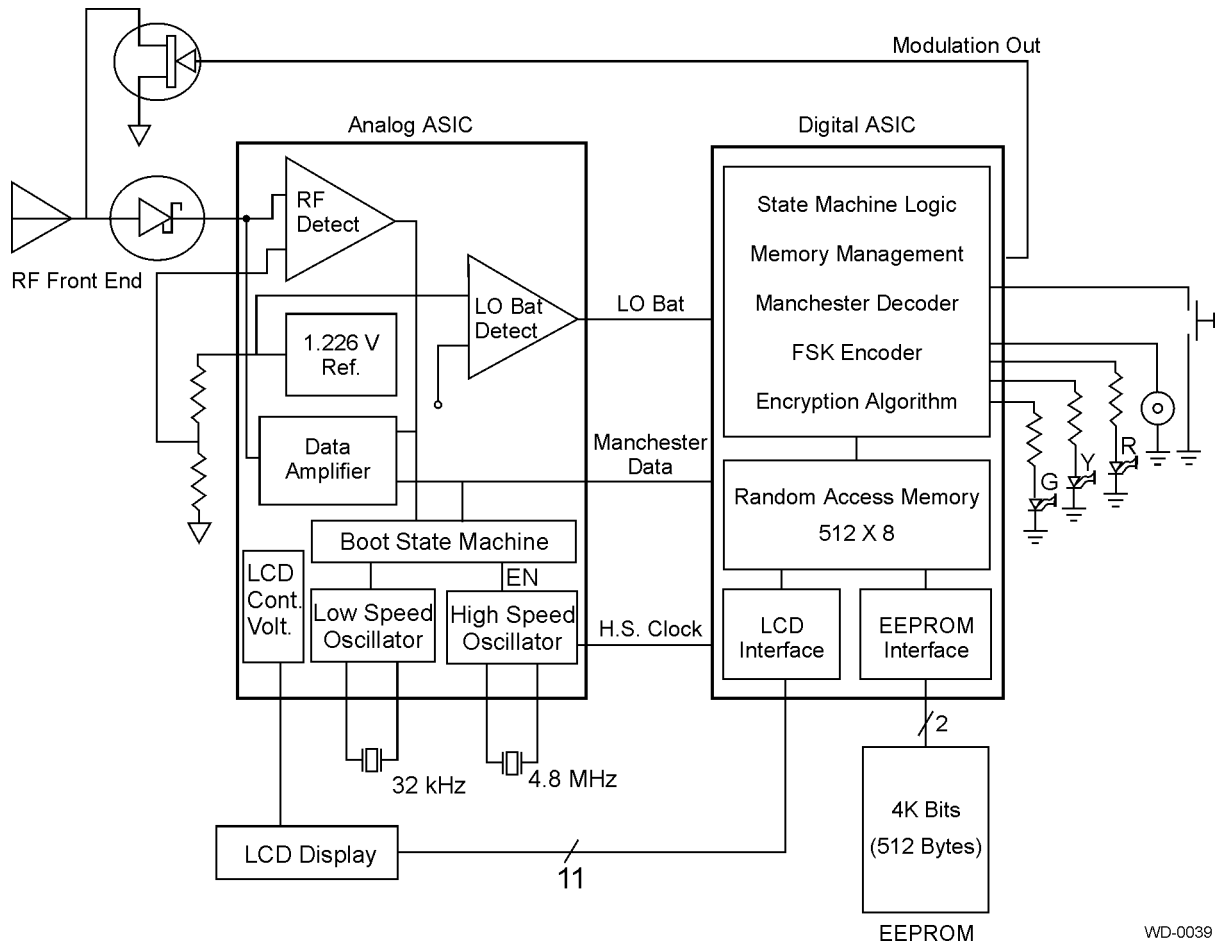 Modulation Out
Analog ASIC
Digital ASIC
RF
Detect
State Machine Logic
Memory Management
Manchester Decoder
FSK Encoder
Encryption Algorithm
RF Front End
LO Bat
Detect
LO Bat
1.226 V
Ref.
Data
Amplifier
Manchester
Data
R
Y
G
Random Access Memory
512 X 8
Boot State Machine
EN
LCD
Cont.
Volt.
Low Speed
Oscillator
High Speed
Oscillator
H.S. Clock
LCD
Interface
EEPROM
Interface
2
32 kHz
4.8 MHz
4K Bits
(512 Bytes)
LCD Display
11
EEPROM
WD-0039